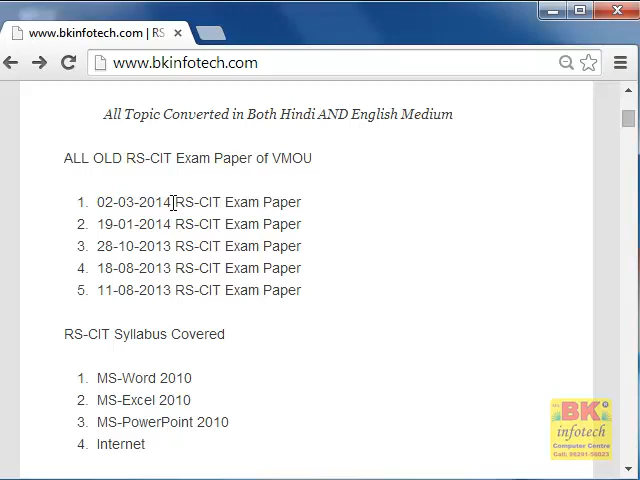 www.bkinfotech.com | RS
www.bkinfotech.com
All Topic Converted in Both Hindi AND English Medium
ALL OLD RS-CIT Exam Paper of VMOU
1. 02-03-2014 RS-CIT Exam Paper
2. 19-01-2014 RS-CIT Exam Paper
3. 28-10-2013 RS-CIT Exam Paper
4. 18-08-2013 RS-CIT Exam Paper
5. 11-08-2013 RS-CIT Exam Paper
RS-CIT Syllabus Covered
1. MS-Word 2010
2. MS-Excel 2010
3. MS-PowerPoint 2010
4. Internet
BK
infotech
Computer Centre